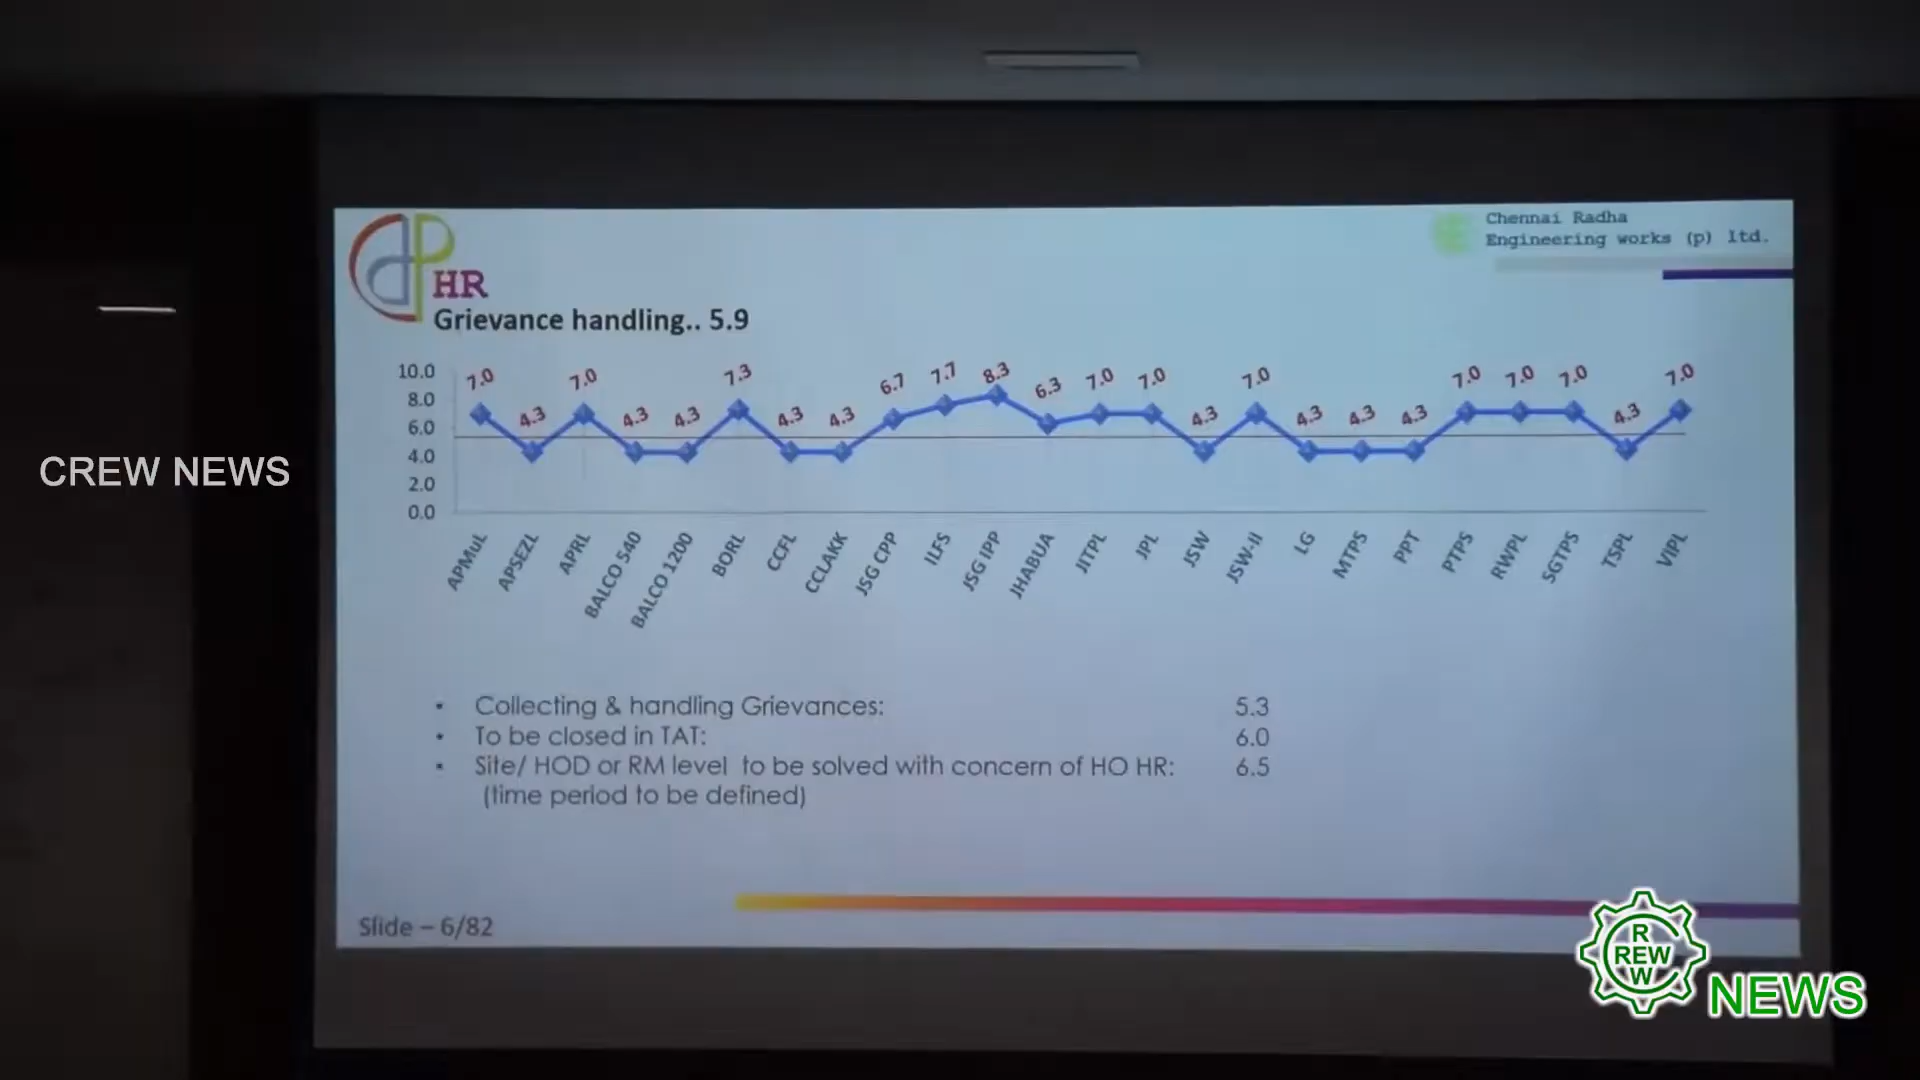 HR
Chennai Radha
Engineering works (p) ltd.
Grievance handling.. 5.9
10.0
8.0
6.0
4.0
2.0
0.0
7.0 4.3 7.0 4.3 4.3 7.3 4.3 4.3 6.7 7.7 8.3 6.3 7.0 7.0 4.3 7.0 4.3 4.3 4.3 7.0 7.0 7.0 4.3 7.0
APMuL APSEZL APRL BALCO 540 BALCO 1200 BORL CCFL CCLAKK JSG CPP ILFS JSG IPP JHABUA JITPL JPL JSW JSW-II LG MTPS PPT PTPS RWPL SGTPS TSPL VIPL
CREW NEWS
• Collecting & handling Grievances: 5.3
• To be closed in TAT: 6.0
• Site/ HOD or RM level to be solved with concern of HO HR: 6.5
(time period to be defined)
Slide – 6/82
R
REW
W
NEWS